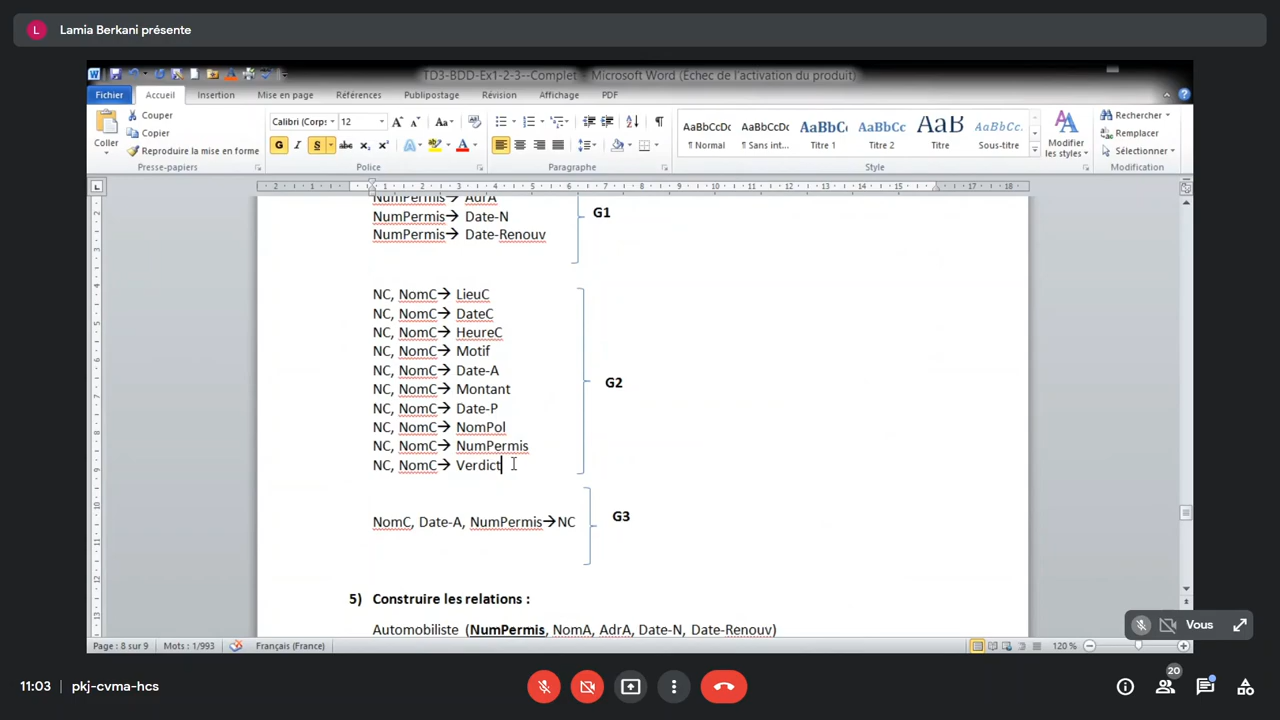 L Lamia Berkani présente
TD3-BDD-Ex1-2-3--Complet - Microsoft Word (Échec de l'activation du produit)
Fichier Accueil Insertion Mise en page Références Publipostage Révision Affichage PDF
Couper
Copier
Reproduire la mise en forme
Coller
Presse-papiers
Calibri (Corps 12
Police
Paragraphe
AaBbCcDc AaBbCcDc AaBbC AaBbCc AaB AaBbCc
¶ Normal ¶ Sans int... Titre 1 Titre 2 Titre Sous-titre
Style
Modifier les styles
Rechercher
Remplacer
Sélectionner
Modification
NumPermis→ AdrA
NumPermis→ Date-N
NumPermis→ Date-Renouv
G1
NC, NomC→ LieuC
NC, NomC→ DateC
NC, NomC→ HeureC
NC, NomC→ Motif
NC, NomC→ Date-A
NC, NomC→ Montant
NC, NomC→ Date-P
NC, NomC→ NomPol
NC, NomC→ NumPermis
NC, NomC→ Verdict
G2
NomC, Date-A, NumPermis→NC
G3
5) Construire les relations :
Automobiliste (NumPermis, NomA, AdrA, Date-N, Date-Renouv)
Page : 8 sur 9 Mots : 1/993 Français (France) 120 %
Vous
11:03 pkj-cvma-hcs
20